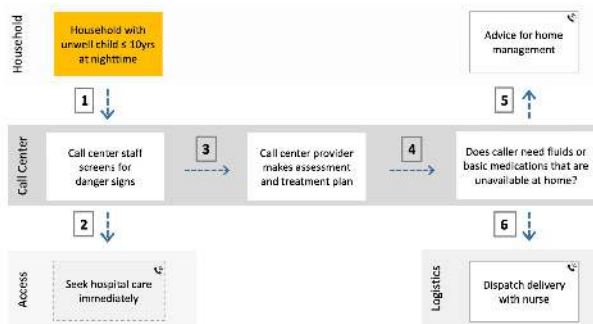 Household
Household with
unwell child ≤ 10yrs
at nighttime
Advice for home
management
1
5
Call Center
Call center staff
screens for
danger signs
3
Call center provider
makes assessment
and treatment plan
4
Does caller need fluids or
basic medications that are
unavailable at home?
2
6
Access
Seek hospital care
immediately
Logistics
Dispatch delivery
with nurse